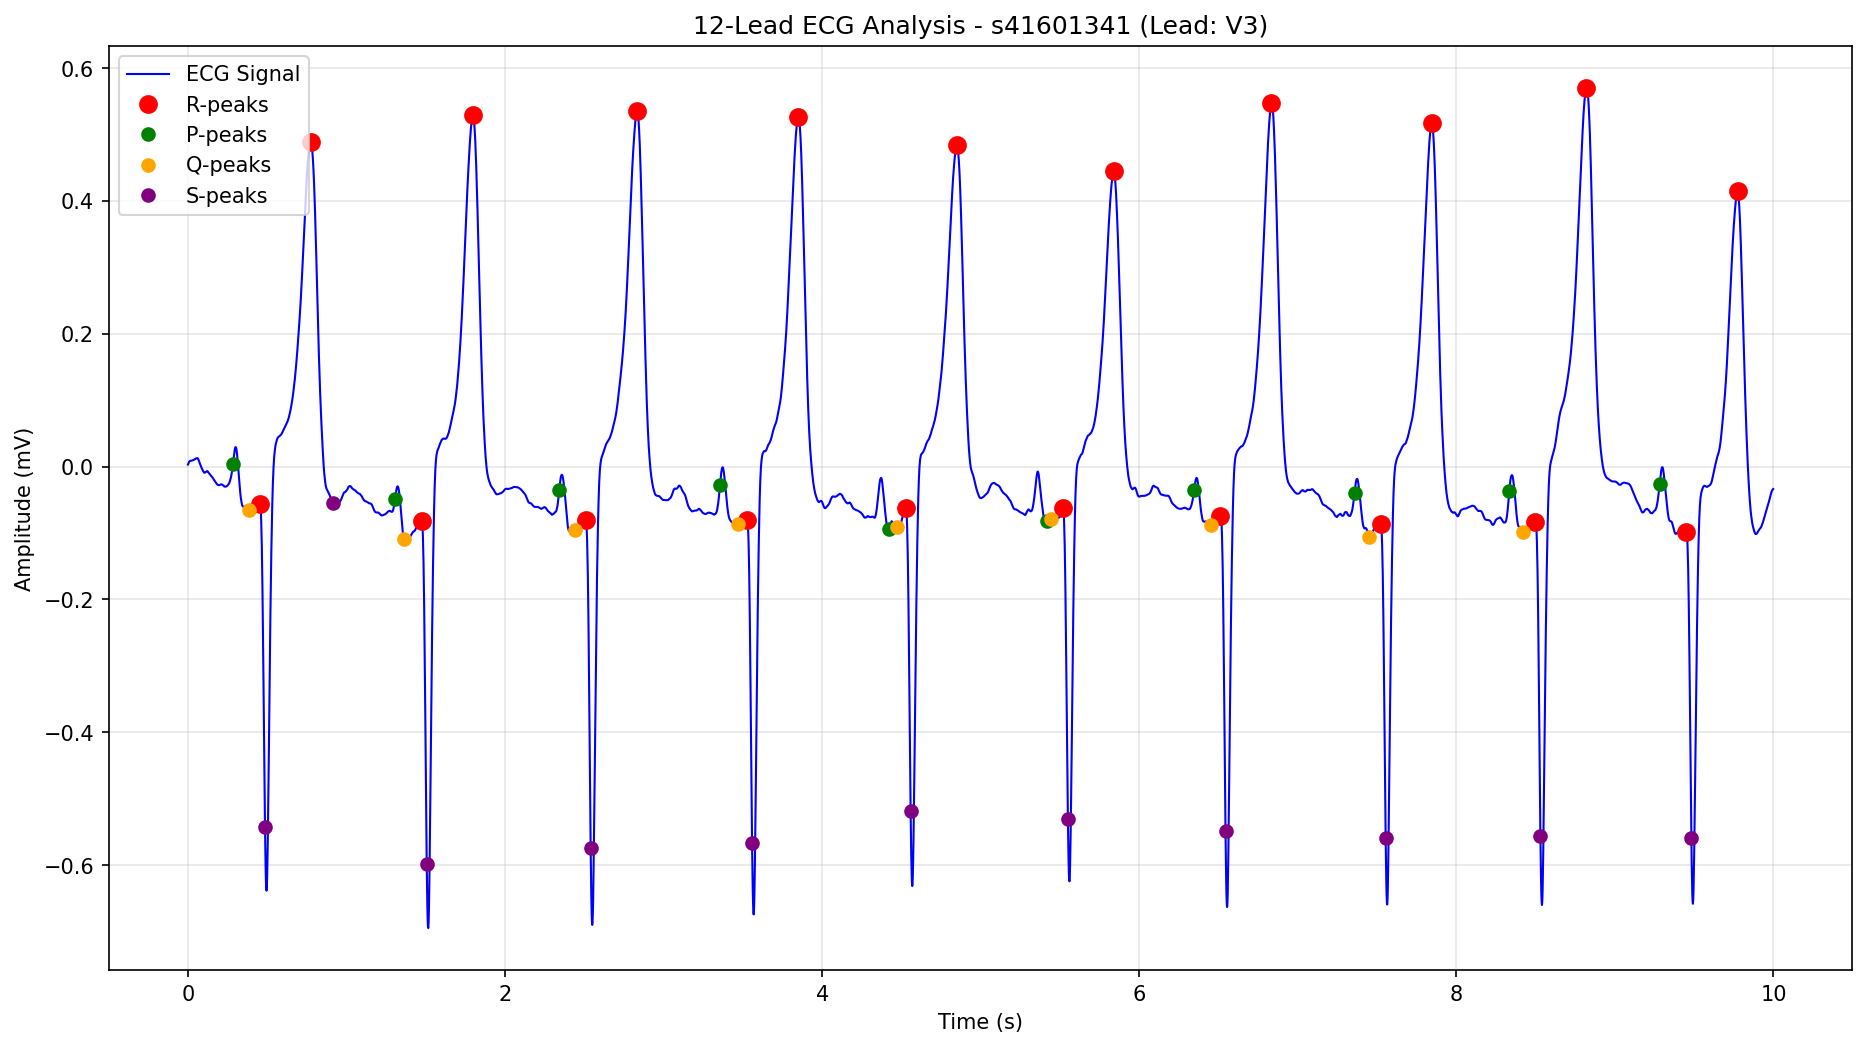 12-Lead ECG Analysis - s41601341 (Lead: V3)
ECG Signal
R-peaks
P-peaks
Q-peaks
S-peaks
Amplitude (mV)
0.6
0.4
0.2
0.0
−0.2
−0.4
−0.6
0 2 4 6 8 10
Time (s)